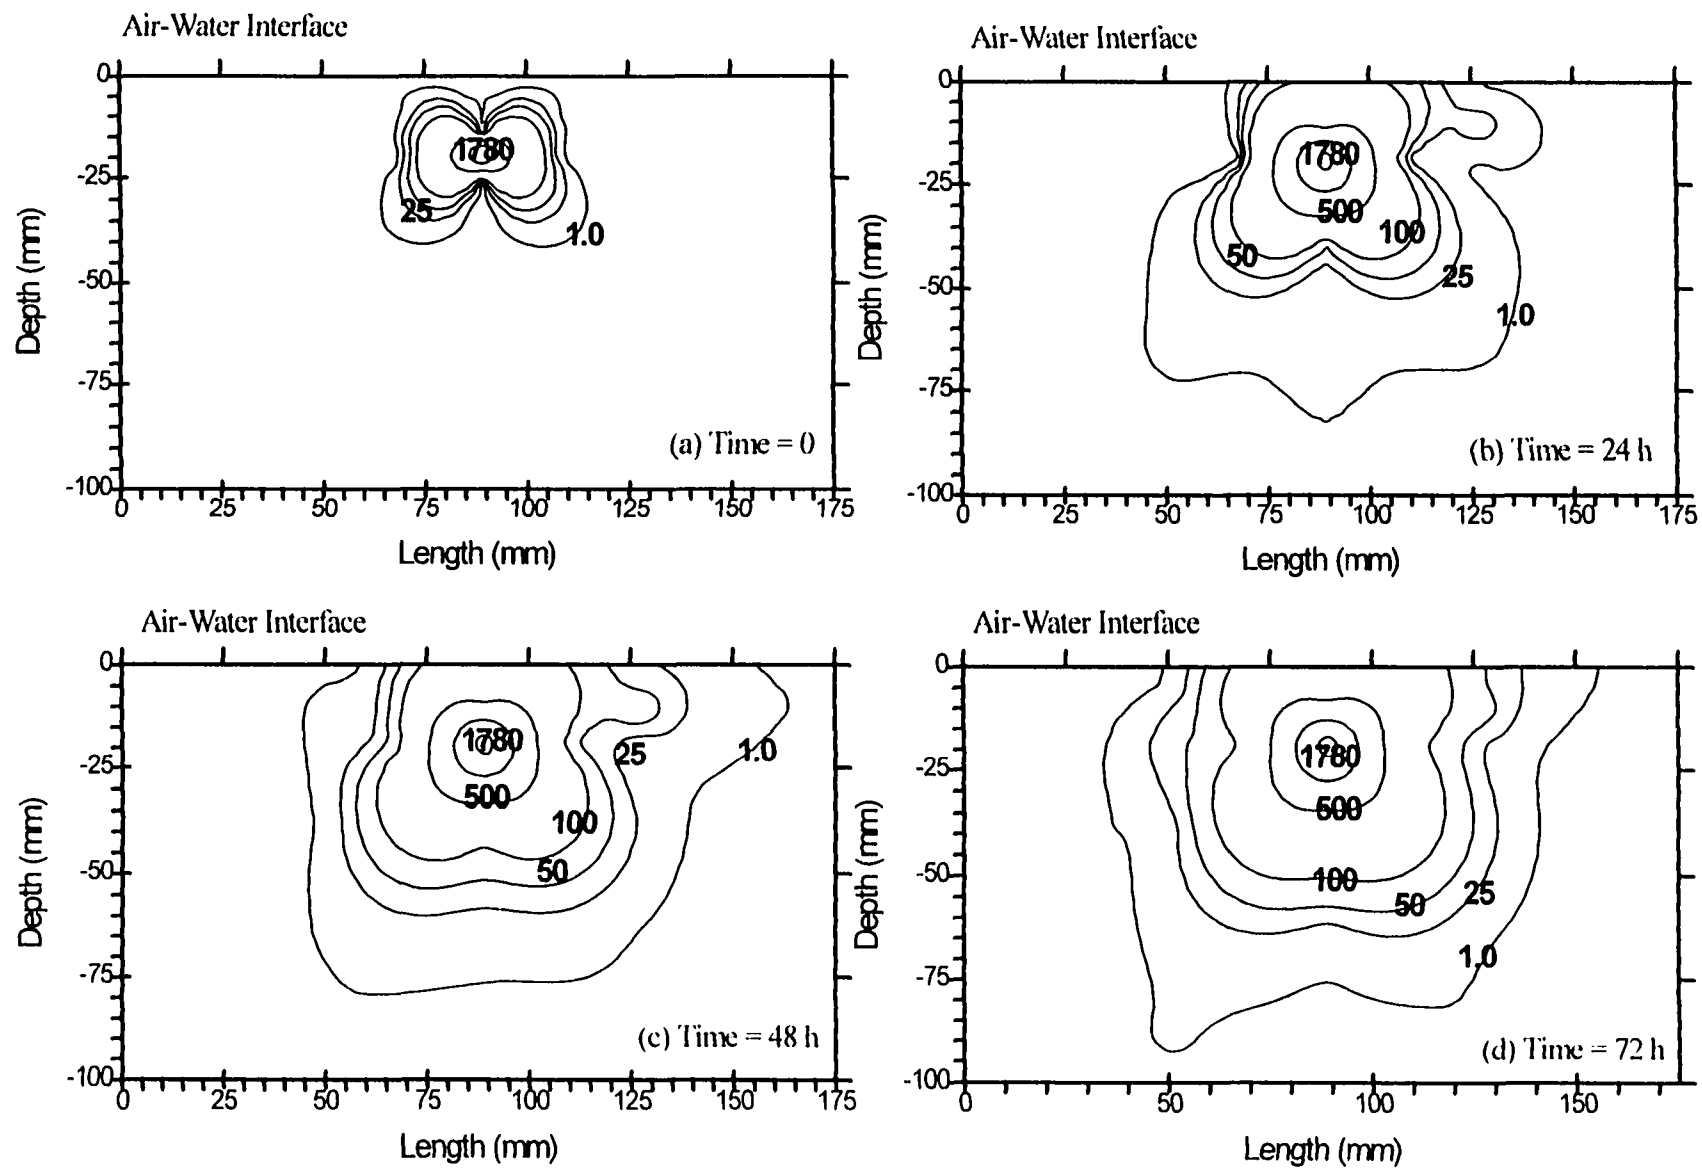 Air-Water Interface
0
-25
-50
-75
-100
Depth (mm)
1780
25
1.0
(a) Time = 0
0 25 50 75 100 125 150 175
Length (mm)
Air-Water Interface
0
-25
-50
-75
-100
Depth (mm)
1780
500
100
50
25
1.0
(b) Time = 24 h
0 50 75 100 125 150 175
Length (mm)
Air-Water Interface
0
-25
-50
-75
-100
Depth (mm)
1780
25
1.0
500
100
50
(c) Time = 48 h
0 25 50 75 100 125 150 175
Length (mm)
Air-Water Interface
0
-25
-50
-75
-100
Depth (mm)
1780
500
100
25
50
1.0
(d) Time = 72 h
0 50 100 150
Length (mm)